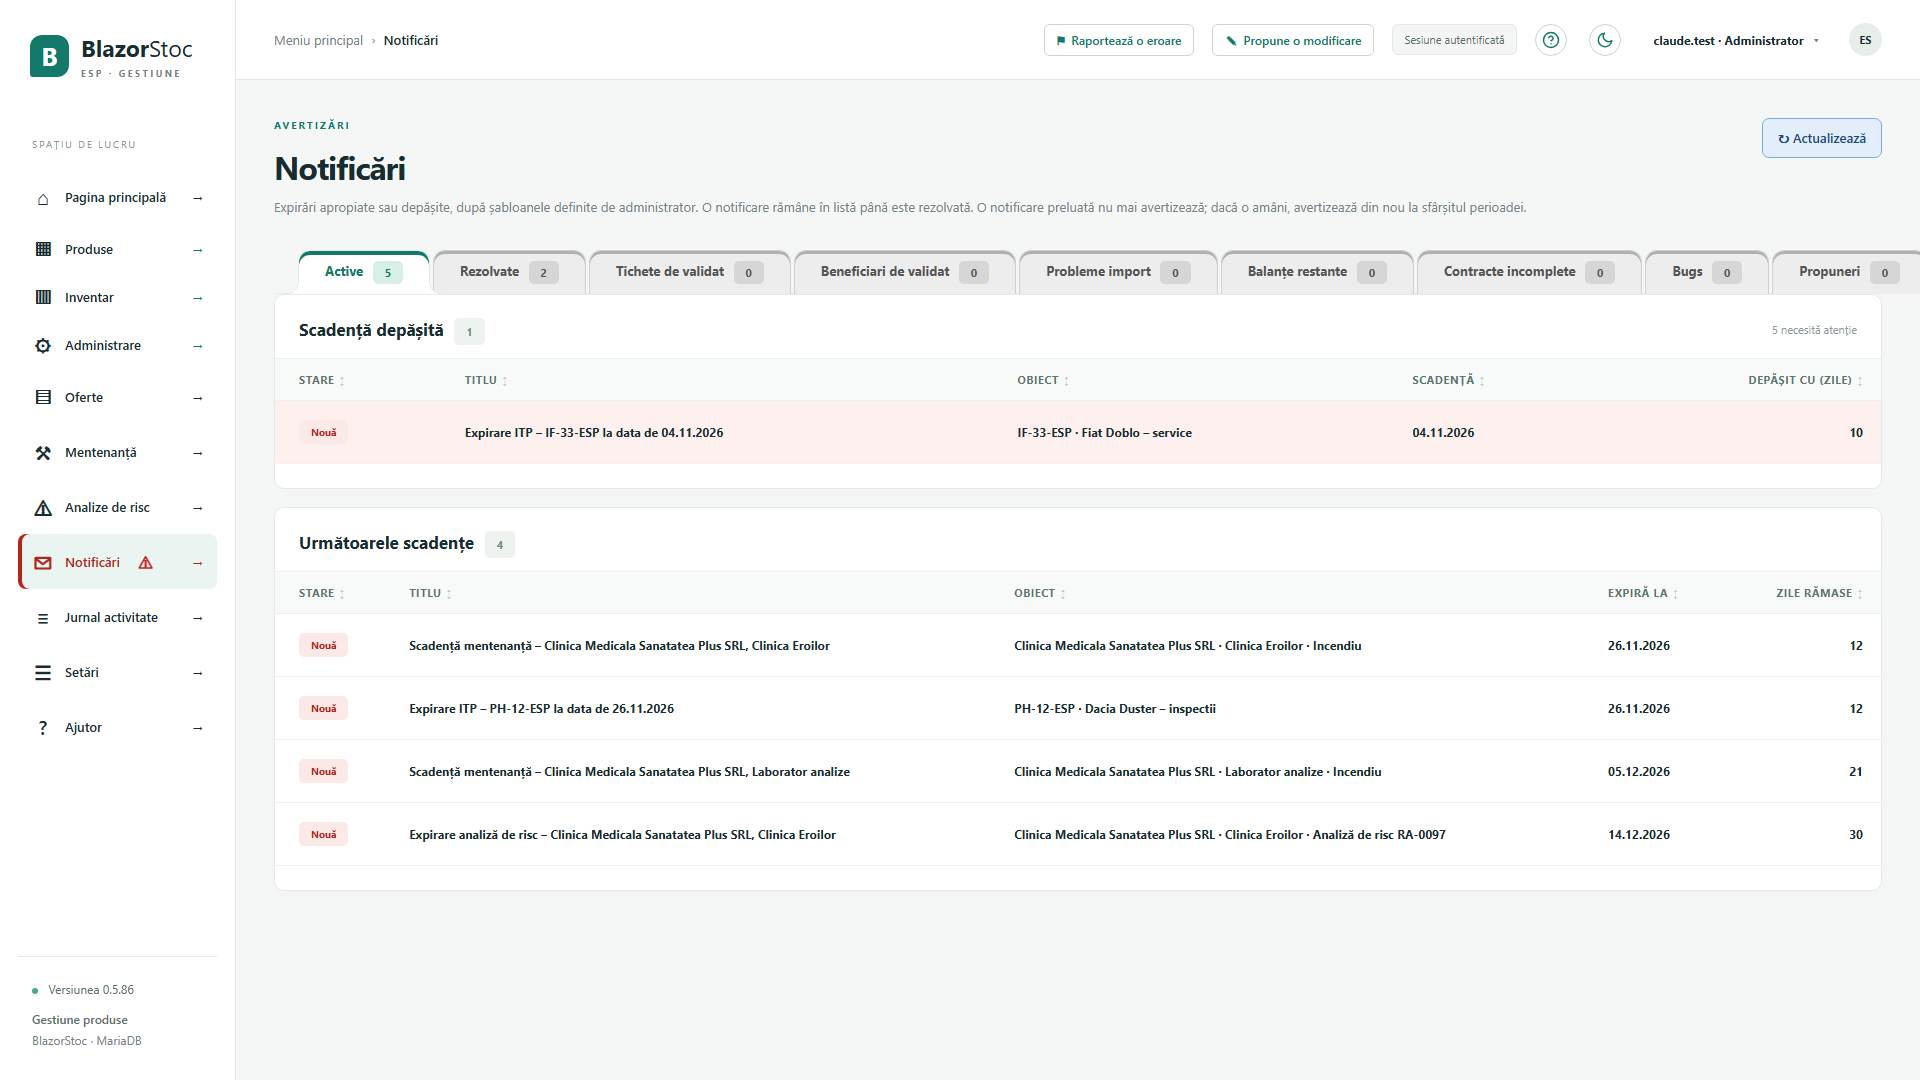 B BlazorStoc
ESP · GESTIUNE
SPAȚIU DE LUCRU
Pagina principală →
Produse →
Inventar →
Administrare →
Oferte →
Mentenanță →
Analize de risc →
Notificări →
Jurnal activitate →
Setări →
? Ajutor →
Versiunea 0.5.86
Gestiune produse
BlazorStoc · MariaDB
Meniu principal › Notificări
Raportează o eroare
Propune o modificare
Sesiune autentificată
claude.test · Administrator
ES
AVERTIZĂRI
Notificări
Expirări apropiate sau depășite, după șabloanele definite de administrator. O notificare rămâne în listă până este rezolvată. O notificare preluată nu mai avertizează; dacă o amâni, avertizează din nou la sfârșitul perioadei.
↻ Actualizează
Active 5
Rezolvate 2
Tichete de validat 0
Beneficiari de validat 0
Probleme import 0
Balanțe restante 0
Contracte incomplete 0
Bugs 0
Propuneri 0
Scadență depășită 1
5 necesită atenție
STARE TITLU OBIECT SCADENȚĂ DEPĂȘIT CU (ZILE)
Nouă Expirare ITP – IF-33-ESP la data de 04.11.2026 IF-33-ESP · Fiat Doblo – service 04.11.2026 10
Următoarele scadențe 4
STARE TITLU OBIECT EXPIRĂ LA ZILE RĂMASE
Nouă Scadență mentenanță – Clinica Medicala Sanatatea Plus SRL, Clinica Eroilor Clinica Medicala Sanatatea Plus SRL · Clinica Eroilor · Incendiu 26.11.2026 12
Nouă Expirare ITP – PH-12-ESP la data de 26.11.2026 PH-12-ESP · Dacia Duster – inspectii 26.11.2026 12
Nouă Scadență mentenanță – Clinica Medicala Sanatatea Plus SRL, Laborator analize Clinica Medicala Sanatatea Plus SRL · Laborator analize · Incendiu 05.12.2026 21
Nouă Expirare analiză de risc – Clinica Medicala Sanatatea Plus SRL, Clinica Eroilor Clinica Medicala Sanatatea Plus SRL · Clinica Eroilor · Analiză de risc RA-0097 14.12.2026 30